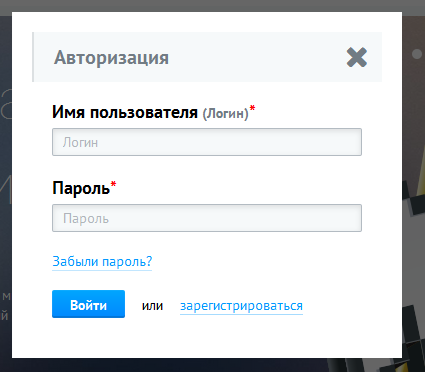 Авторизация
Имя пользователя (Логин)*
Логин
Пароль*
Пароль
Забыли пароль?
Войти или зарегистрироваться